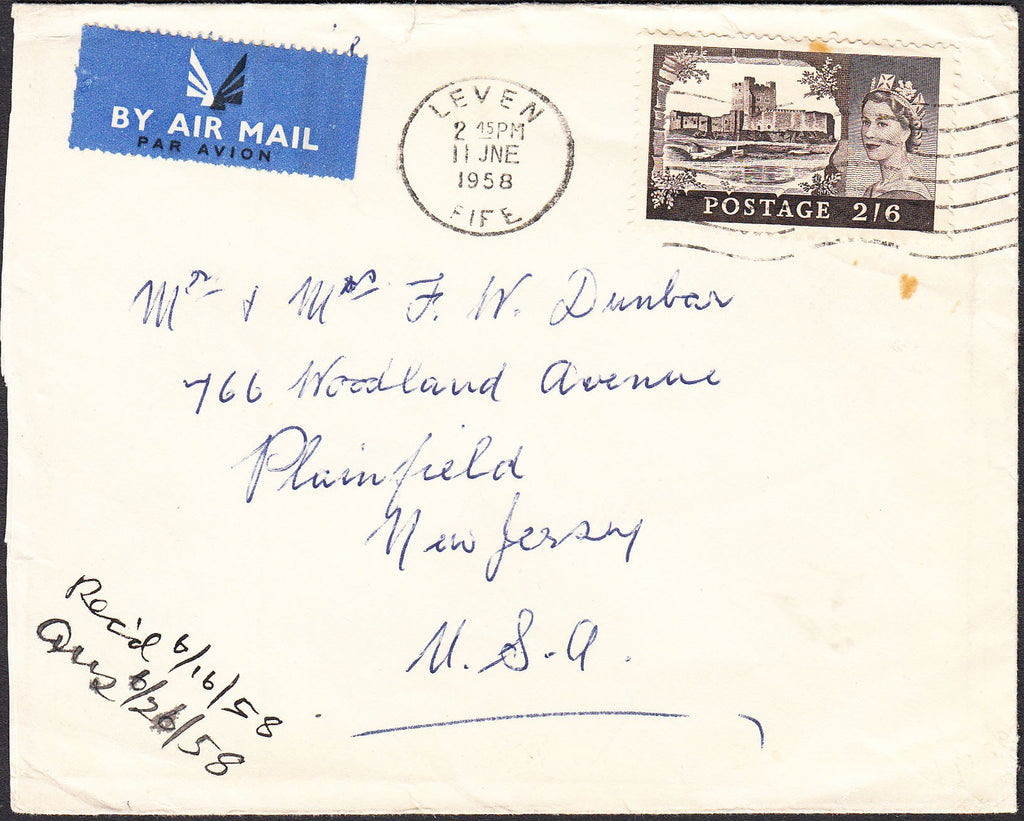 BY AIR MAIL
PAR AVION
LEVEN
2 45PM
11 JNE
1958
FIFE
POSTAGE 2/6
Mr & Mrs F. W. Dunbar
766 Woodland Avenue
Plainfield
New Jersey
U.S.A.
Rec'd 6/16/58
Ans 6/26/58